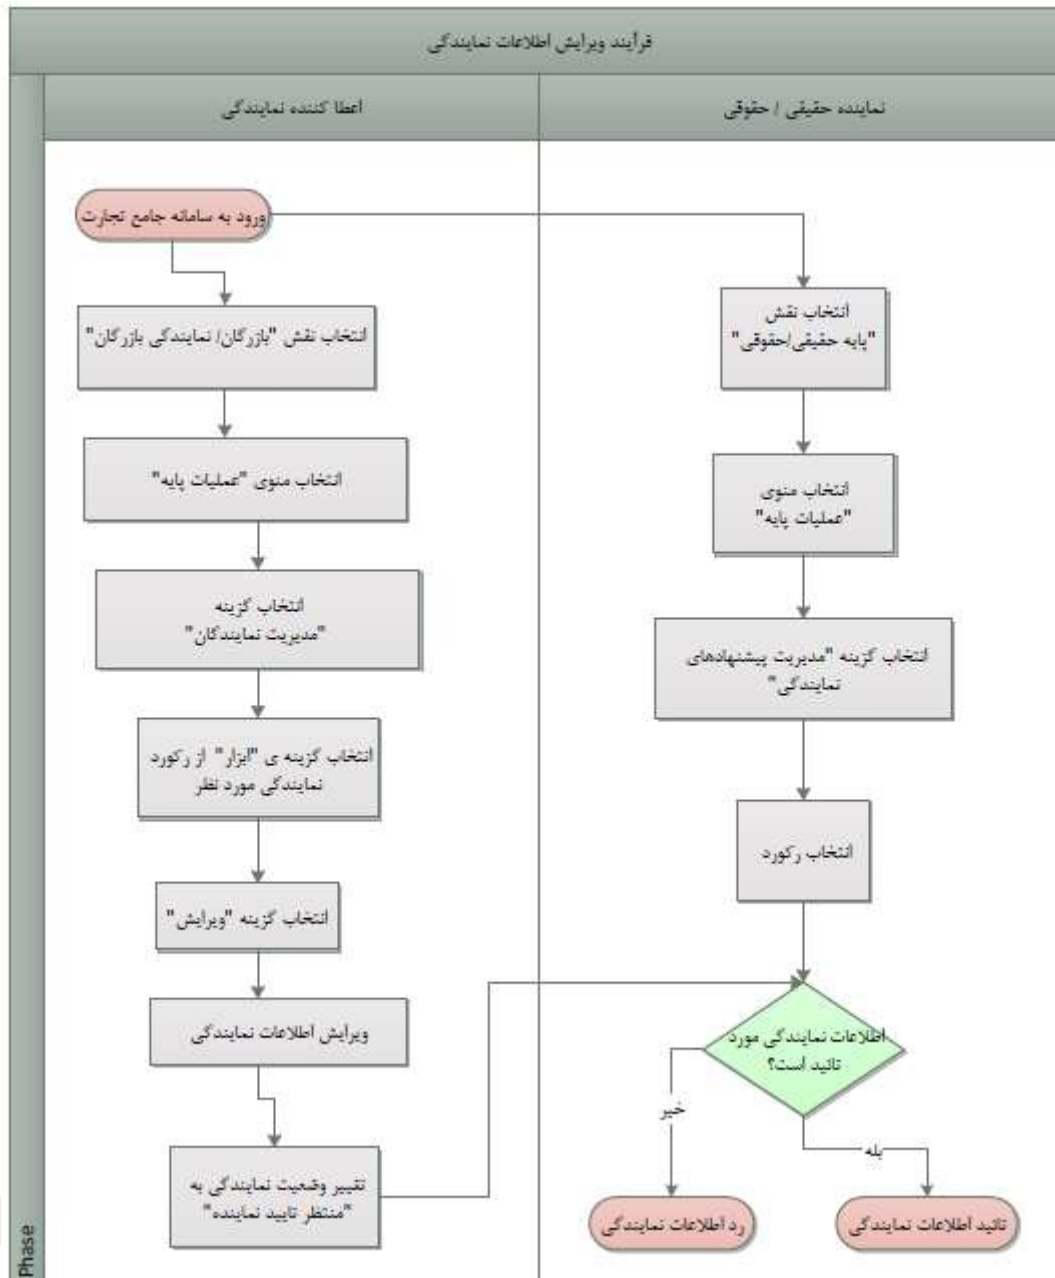 فرآیند ویرایش اطلاعات نمایندگی
نماینده حقیقی / حقوقی
اعطا کننده نمایندگی
ورود به سامانه جامع تجارت
انتخاب نقش "بازرگان/ نمایندگی بازرگان"
انتخاب منوی "عملیات پایه"
انتخاب گزینه
"مدیریت نمایندگان"
انتخاب گزینه ی "ابزار" از رکورد
نمایندگی مورد نظر
انتخاب گزینه "ویرایش"
ویرایش اطلاعات نمایندگی
تغییر وضعیت نمایندگی به
"منتظر تایید نماینده"
انتخاب نقش
"پایه حقیقی/حقوقی"
انتخاب منوی
"عملیات پایه"
انتخاب گزینه "مدیریت پیشنهادهای
نمایندگی"
انتخاب رکورد
اطلاعات نمایندگی مورد
تائید است؟
خیر
بله
رد اطلاعات نمایندگی
تائید اطلاعات نمایندگی
Phase